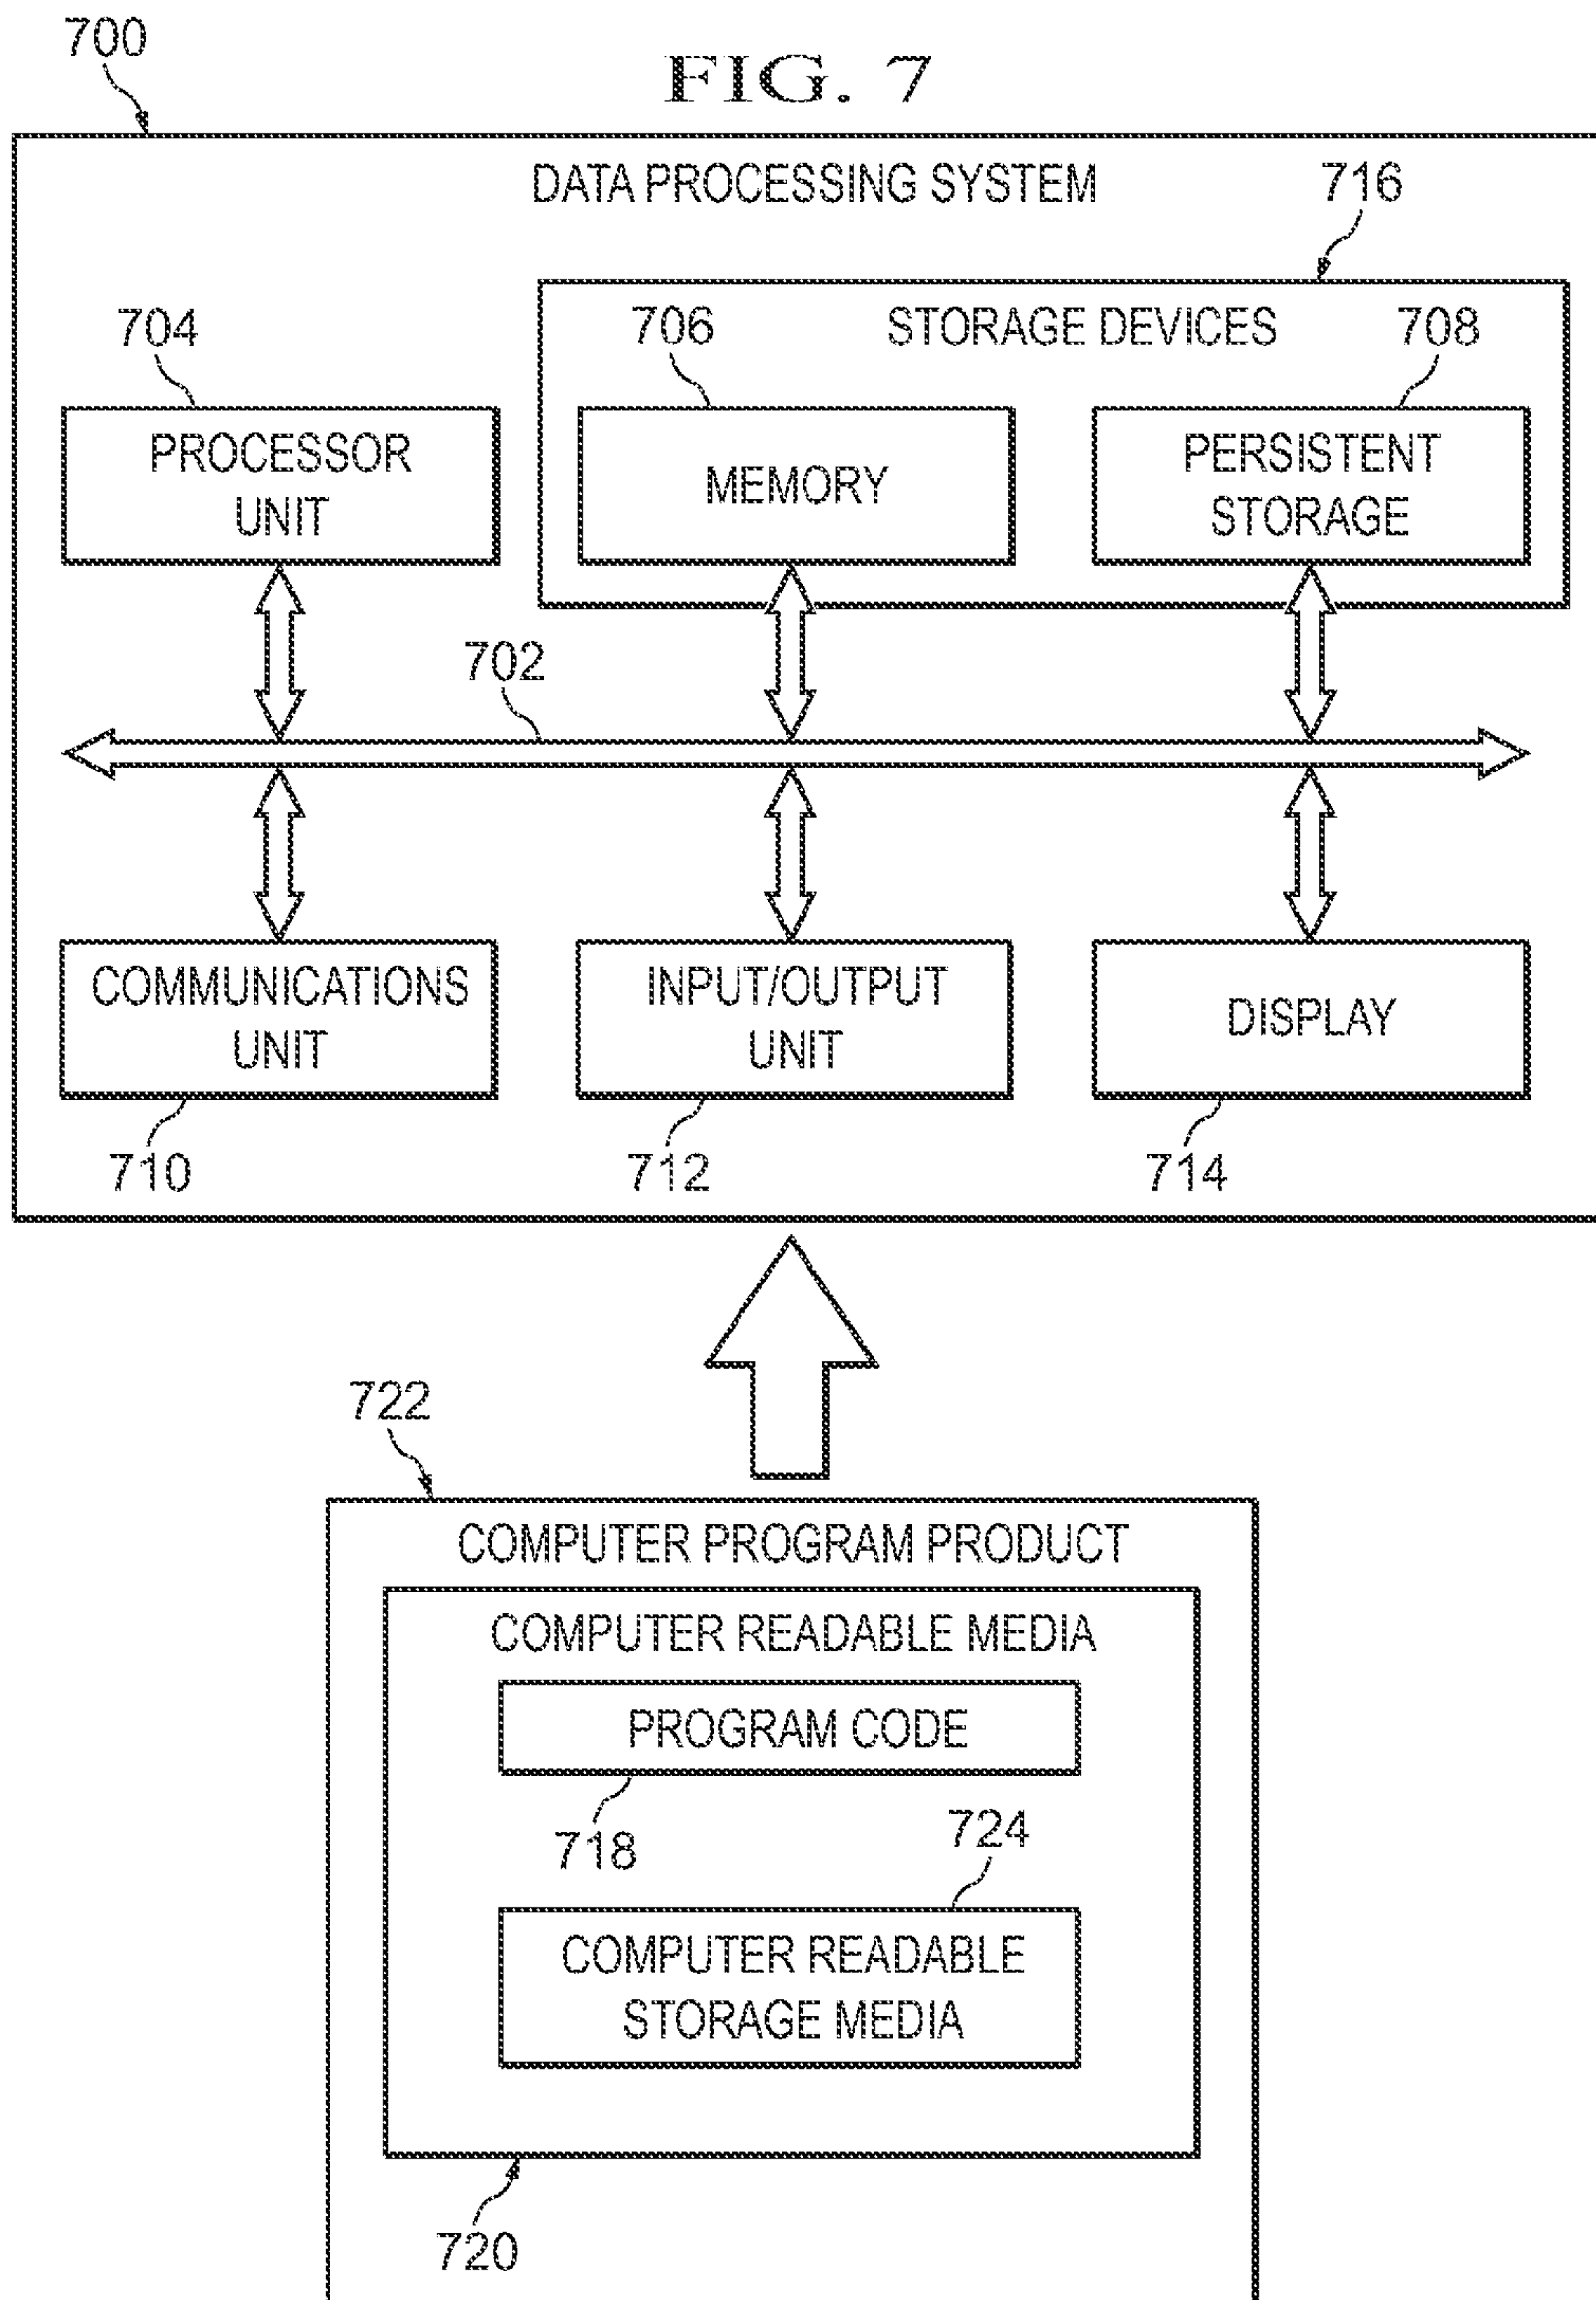 700
FIG. 7
DATA PROCESSING SYSTEM
716
704
706
STORAGE DEVICES
708
PROCESSOR
UNIT
MEMORY
PERSISTENT
STORAGE
702
COMMUNICATIONS
UNIT
INPUT/OUTPUT
UNIT
DISPLAY
710
712
714
722
COMPUTER PROGRAM PRODUCT
COMPUTER READABLE MEDIA
PROGRAM CODE
718
724
COMPUTER READABLE
STORAGE MEDIA
720